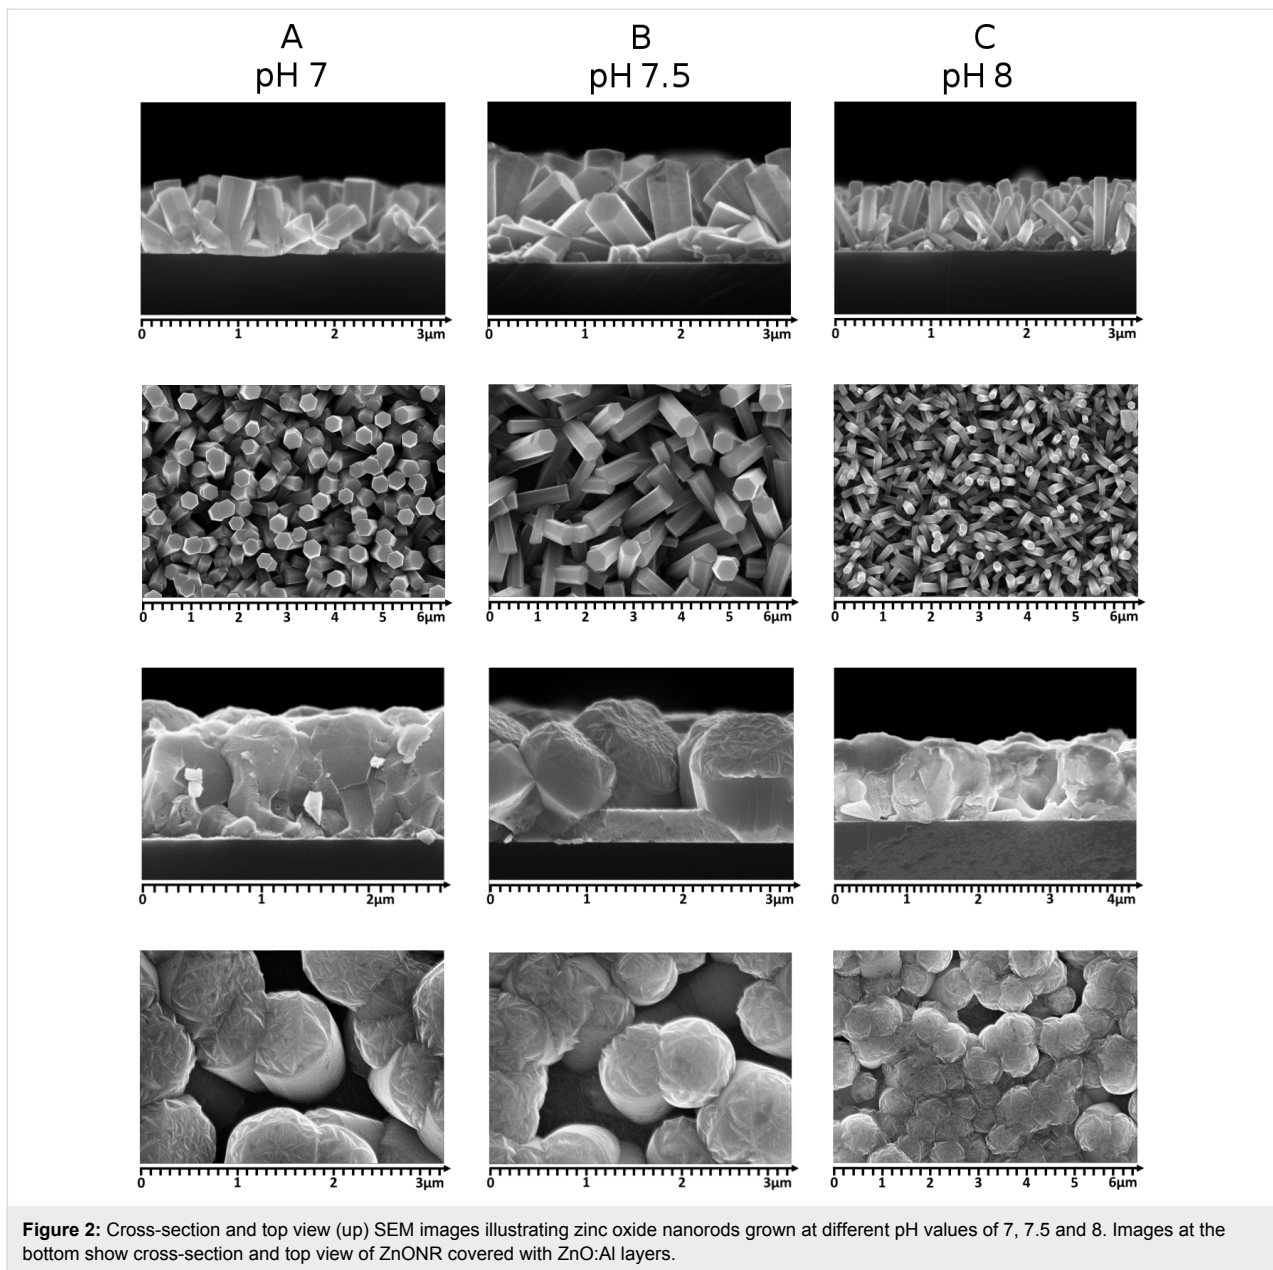 A
B
C
pH 7
pH 7.5
pH 8
0 1 2 3µm
0 1 2 3µm
0 1 2 3µm
0 1 2 3 4 5 6µm
0 1 2 3 4 5 6µm
0 1 2 3 4 5 6µm
0 1 2µm
0 1 2 3µm
0 1 2 3 4µm
0 1 2 3µm
0 1 2 3µm
0 1 2 3 4 5 6µm
Figure 2: Cross-section and top view (up) SEM images illustrating zinc oxide nanorods grown at different pH values of 7, 7.5 and 8. Images at the
bottom show cross-section and top view of ZnONR covered with ZnO:Al layers.